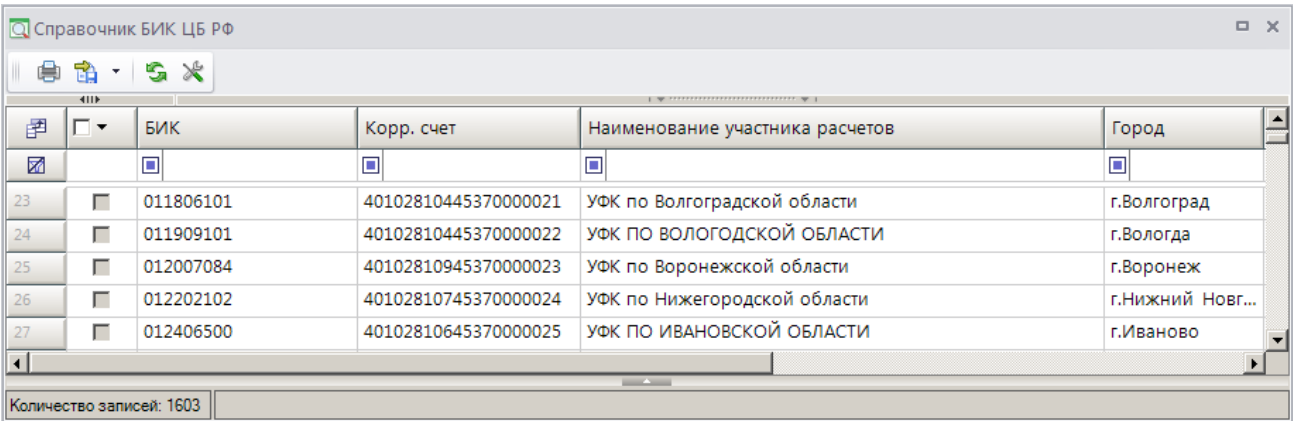 Справочник БИК ЦБ РФ
БИК Корр. счет Наименование участника расчетов Город
23 011806101 40102810445370000021 УФК по Волгоградской области г.Волгоград
24 011909101 40102810445370000022 УФК ПО ВОЛОГОДСКОЙ ОБЛАСТИ г.Вологда
25 012007084 40102810945370000023 УФК по Воронежской области г.Воронеж
26 012202102 40102810745370000024 УФК по Нижегородской области г.Нижний Новг...
27 012406500 40102810645370000025 УФК ПО ИВАНОВСКОЙ ОБЛАСТИ г.Иваново
Количество записей: 1603